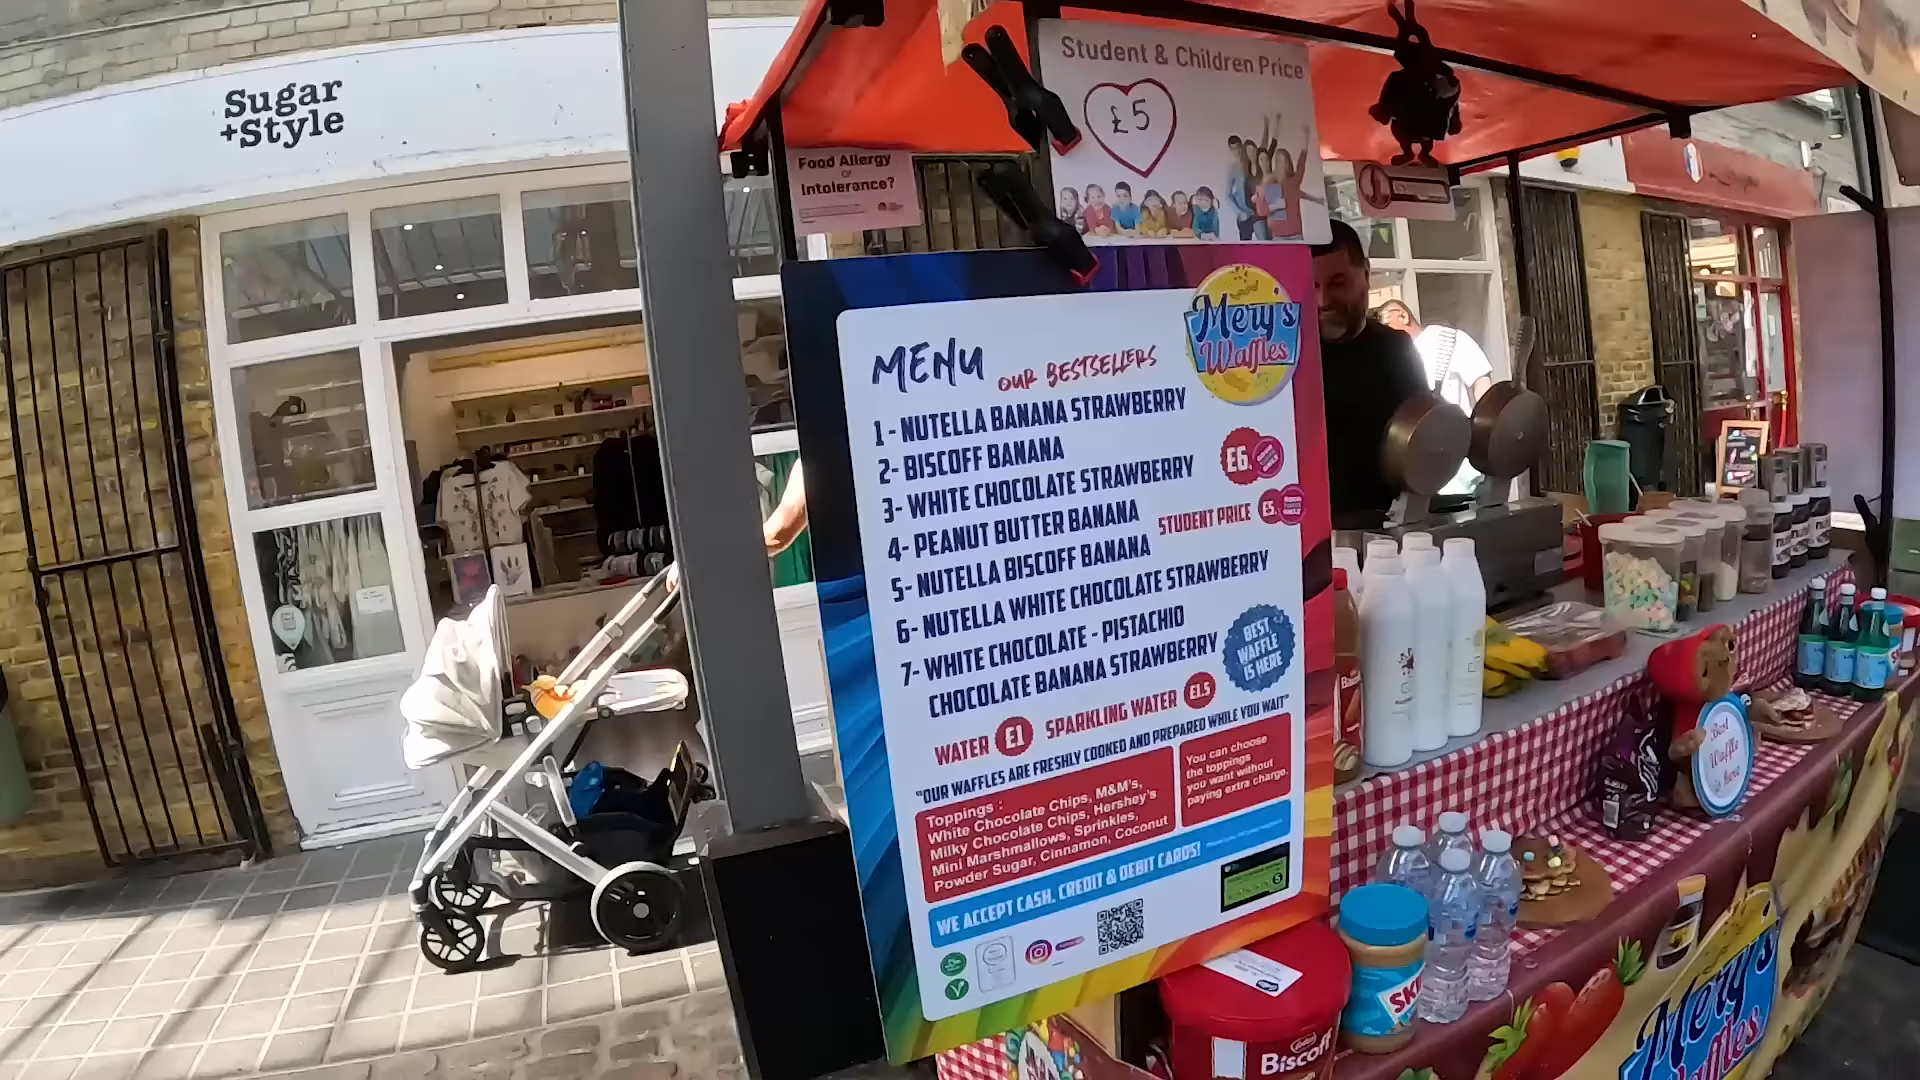 Sugar
+Style
Student & Children Price
£5
Food Allergy
or
Intolerance?
Mery's
Waffles
MENU OUR BESTSELLERS
1- NUTELLA BANANA STRAWBERRY
2- BISCOFF BANANA
3- WHITE CHOCOLATE STRAWBERRY
£6.
4- PEANUT BUTTER BANANA
STUDENT PRICE £5.
5- NUTELLA BISCOFF BANANA
6- NUTELLA WHITE CHOCOLATE STRAWBERRY
7- WHITE CHOCOLATE - PISTACHIO
CHOCOLATE BANANA STRAWBERRY
BEST
WAFFLE
IS HERE
WATER £1 SPARKLING WATER £1.5
"OUR WAFFLES ARE FRESHLY COOKED AND PREPARED WHILE YOU WAIT"
Toppings :
White Chocolate Chips, M&M's,
Milky Chocolate Chips, Hershey's
Mini Marshmallows, Sprinkles,
Powder Sugar, Cinnamon, Coconut
You can choose
the toppings
you want without
paying extra charge.
WE ACCEPT CASH, CREDIT & DEBIT CARDS!
Best
Waffle
is here
SKI
Biscoff
Mery's
Waffles